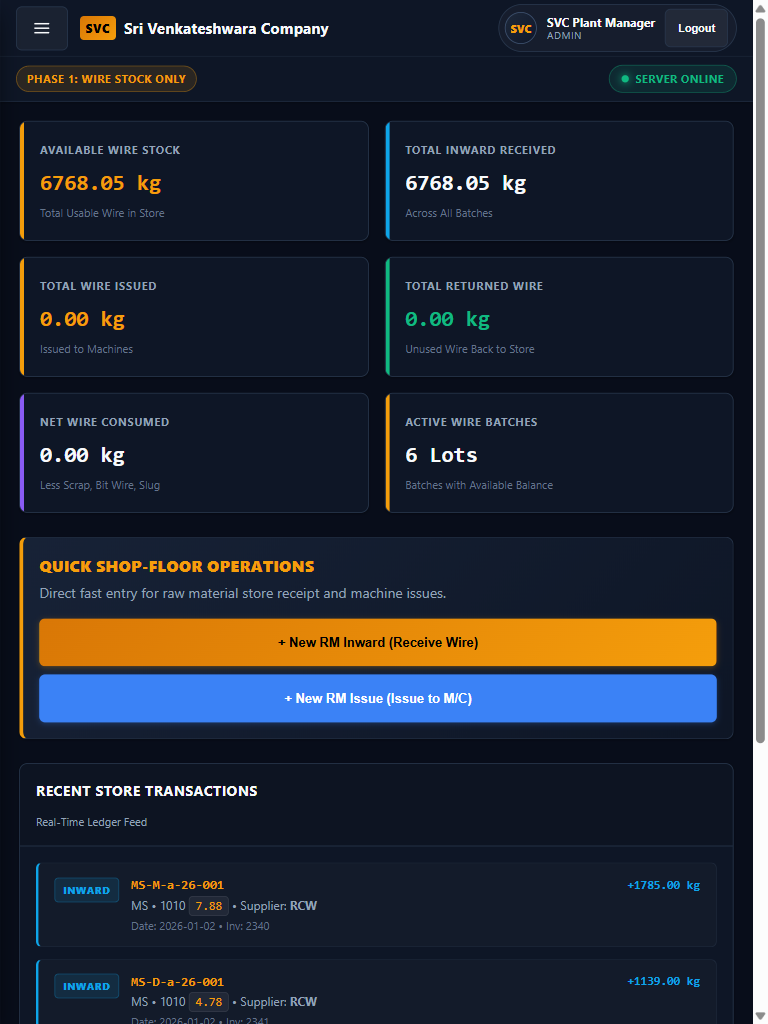 SVC Sri Venkateshwara Company
SVC SVC Plant Manager
ADMIN
Logout
PHASE 1: WIRE STOCK ONLY
SERVER ONLINE
AVAILABLE WIRE STOCK
6768.05 kg
Total Usable Wire in Store
TOTAL INWARD RECEIVED
6768.05 kg
Across All Batches
TOTAL WIRE ISSUED
0.00 kg
Issued to Machines
TOTAL RETURNED WIRE
0.00 kg
Unused Wire Back to Store
NET WIRE CONSUMED
0.00 kg
Less Scrap, Bit Wire, Slug
ACTIVE WIRE BATCHES
6 Lots
Batches with Available Balance
QUICK SHOP-FLOOR OPERATIONS
Direct fast entry for raw material store receipt and machine issues.
+ New RM Inward (Receive Wire)
+ New RM Issue (Issue to M/C)
RECENT STORE TRANSACTIONS
Real-Time Ledger Feed
INWARD
MS-M-a-26-001
+1785.00 kg
MS • 1010 7.88 • Supplier: RCW
Date: 2026-01-02 • Inv: 2340
INWARD
MS-D-a-26-001
+1139.00 kg
MS • 1010 4.78 • Supplier: RCW
Date: 2026-01-02 • Inv: 2341